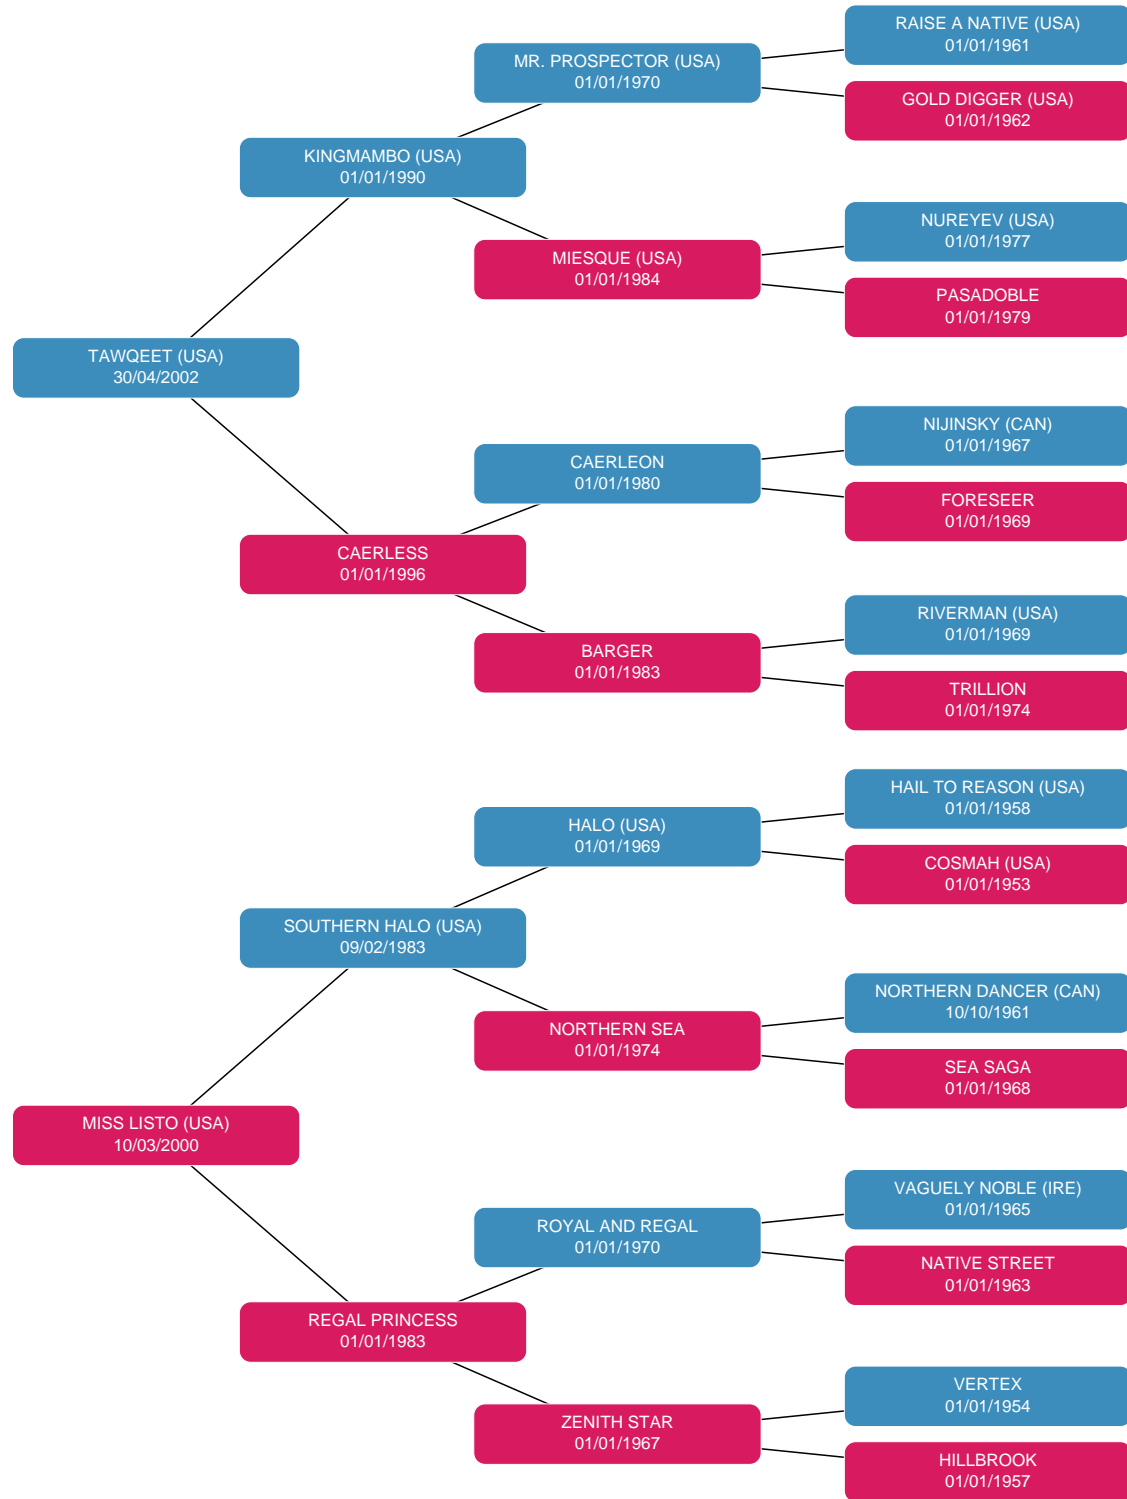 RAISE A NATIVE (USA)
01/01/1961
MR. PROSPECTOR (USA)
01/01/1970
GOLD DIGGER (USA)
01/01/1962
KINGMAMBO (USA)
01/01/1990
NUREYEV (USA)
01/01/1977
MIESQUE (USA)
01/01/1984
PASADOBLE
01/01/1979
TAWQEET (USA)
30/04/2002
NIJINSKY (CAN)
01/01/1967
CAERLEON
01/01/1980
FORESEER
01/01/1969
CAERLESS
01/01/1996
RIVERMAN (USA)
01/01/1969
BARGER
01/01/1983
TRILLION
01/01/1974
HAIL TO REASON (USA)
01/01/1958
HALO (USA)
01/01/1969
COSMAH (USA)
01/01/1953
SOUTHERN HALO (USA)
09/02/1983
NORTHERN DANCER (CAN)
10/10/1961
NORTHERN SEA
01/01/1974
SEA SAGA
01/01/1968
MISS LISTO (USA)
10/03/2000
VAGUELY NOBLE (IRE)
01/01/1965
ROYAL AND REGAL
01/01/1970
NATIVE STREET
01/01/1963
REGAL PRINCESS
01/01/1983
VERTEX
01/01/1954
ZENITH STAR
01/01/1967
HILLBROOK
01/01/1957